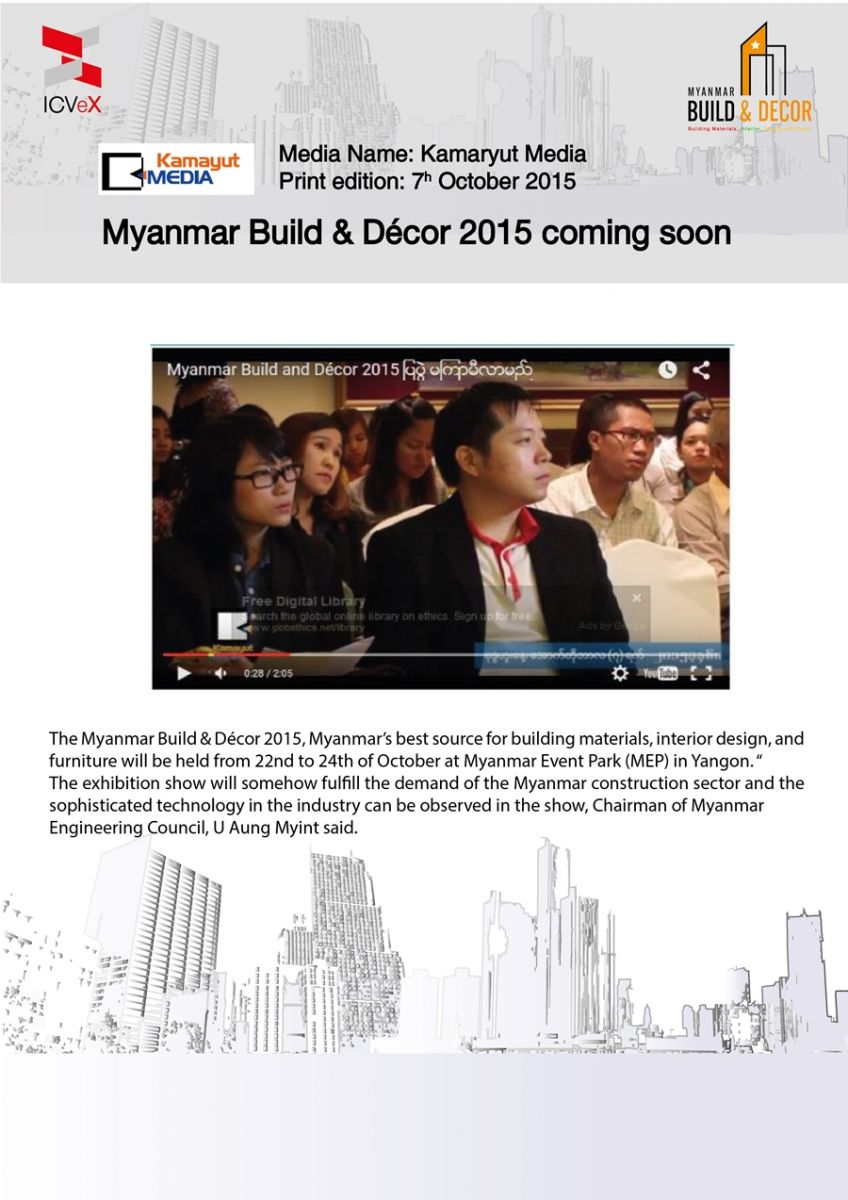 ICVeX
MYANMAR
BUILD & DECOR
Building Materials, Interior,
Kamayut
MEDIA
Media Name: Kamaryut Media
Print edition: 7h October 2015
Myanmar Build & Décor 2015 coming soon
Myanmar Build and Décor 2015 ပြပွဲ မကြာမီလာမည်
Free Digital Library
Search the global online library on ethics. Sign up for free.
www.globethics.net/library
Ads by Google
Kamayut
0:28 / 2:05
YouTube
The Myanmar Build & Décor 2015, Myanmar’s best source for building materials, interior design, and
furniture will be held from 22nd to 24th of October at Myanmar Event Park (MEP) in Yangon. “
The exhibition show will somehow fulfill the demand of the Myanmar construction sector and the
sophisticated technology in the industry can be observed in the show, Chairman of Myanmar
Engineering Council, U Aung Myint said.